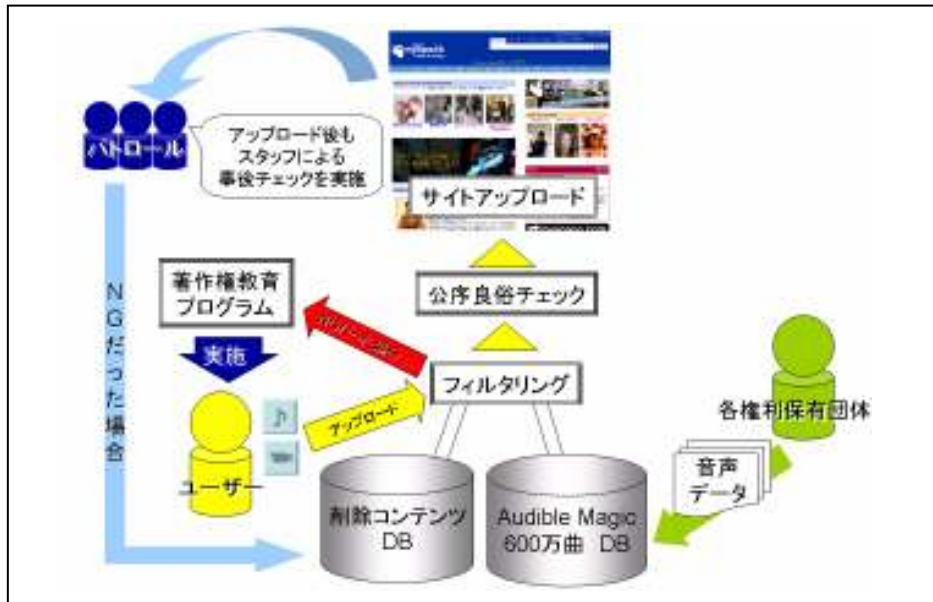 パトロール
アップロード後も
スタッフによる
事後チェックを実施
サイトアップロード
著作権教育
プログラム
公序良俗チェック
NGだった場合
実施
フィルタリング
アップロード
ユーザー
各権利保有団体
音声
データ
削除コンテンツ
DB
Audible Magic
600万曲 DB